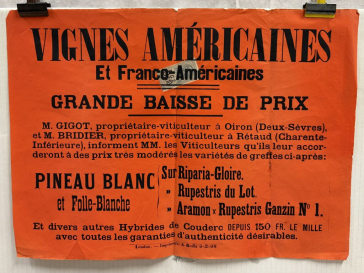 VIGNES AMÉRICAINES
Et Franco-Américaines
GRANDE BAISSE DE PRIX
M. GIGOT, propriétaire-viticulteur à Oiron (Deux-Sèvres),
et M. BRIDIER, propriétaire-viticulteur à Rétaud (Charente-
Inférieure), informent MM. les Viticulteurs qu'ils leur accor-
deront à des prix très modérés les variétés de greffes ci-après:
PINEAU BLANC
et Folle-Blanche
Sur Riparia-Gloire.
» Rupestris du Lot.
» Aramon × Rupestris Ganzin N° 1.
Et divers autres Hybrides de Couderc DEPUIS 150 FR. LE MILLE
avec toutes les garanties d'authenticité désirables.